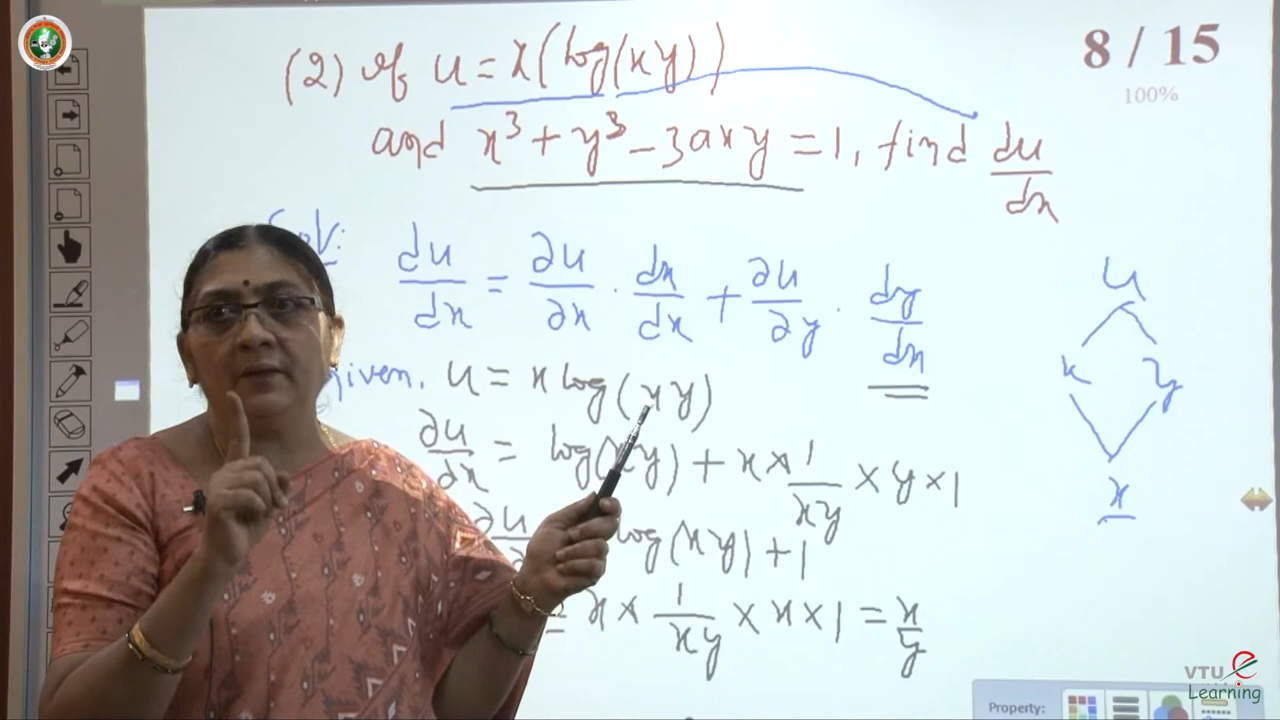 8 / 15
100%
(2) If u = x(log(xy))
and x³ + y³ - 3axy = 1, find du/dx
Sol:
du/dx = ∂u/∂x · dx/dx + ∂u/∂y · dy/dx
u
x y
x
given, u = x log(xy)
∂u/∂x = log(xy) + x × 1/xy × y × 1
∂u log(xy) + 1
= x × 1/xy × x × 1 = x/y
VTU e
Learning
Property: